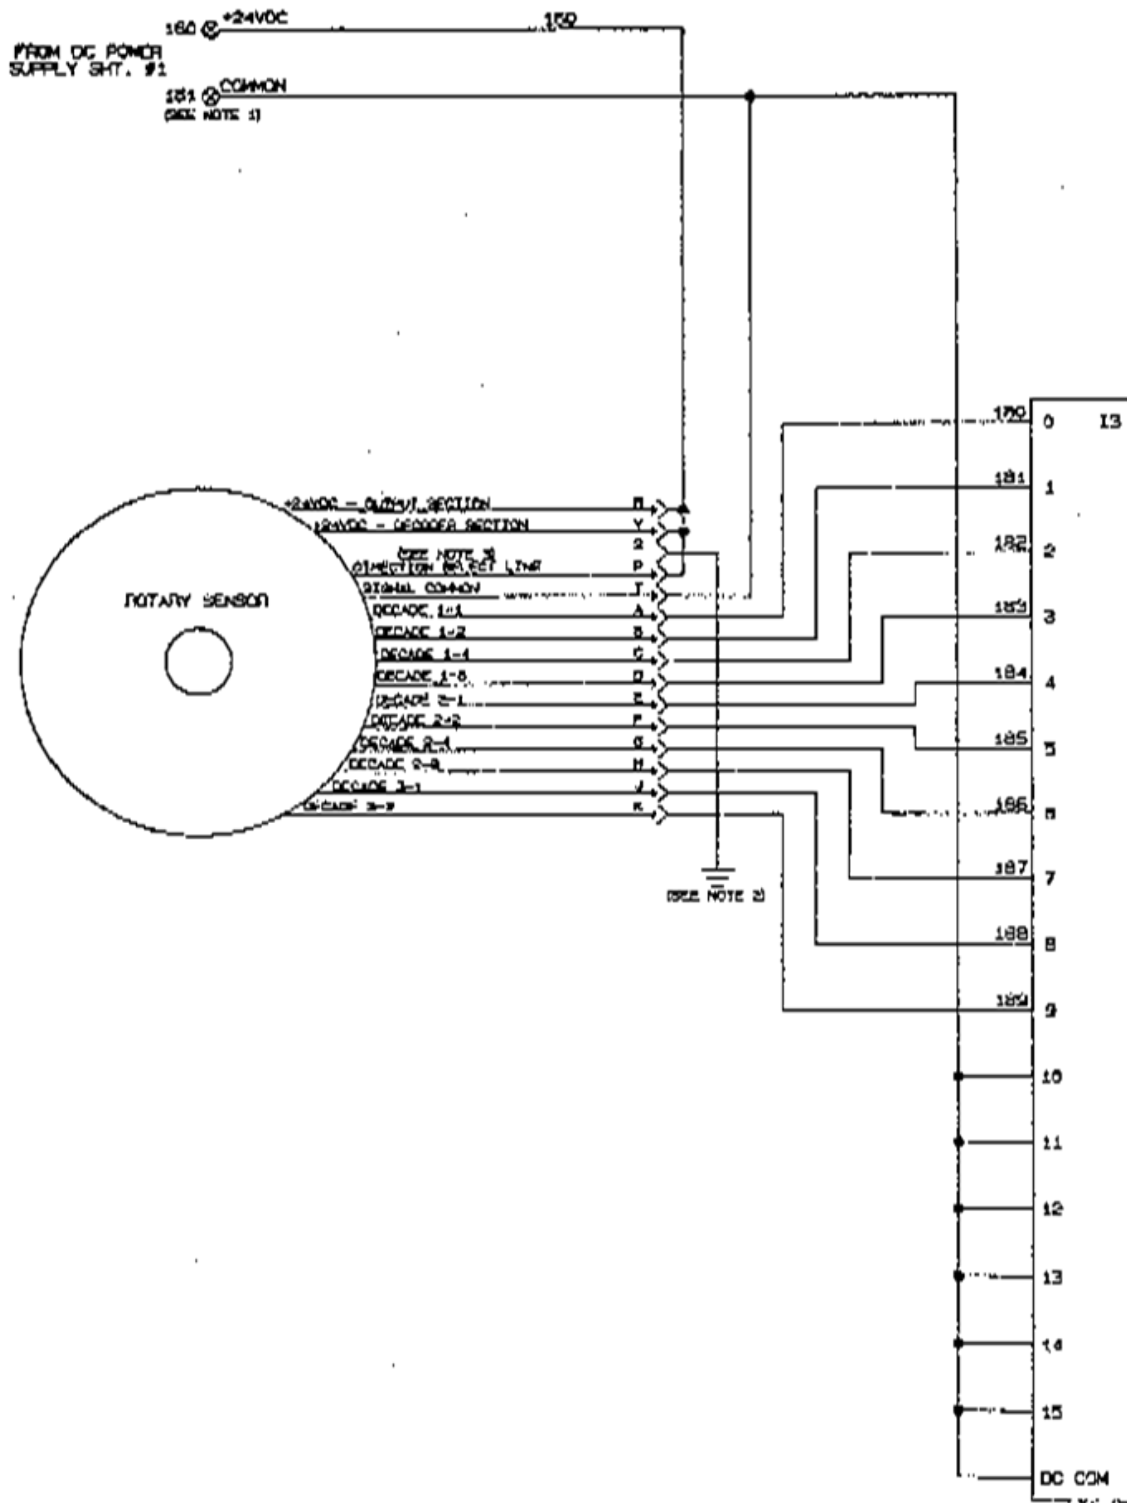 +24VDC
160
FROM DC POWER
SUPPLY SHT. #1
COMMON
161
(SEE NOTE 1)
I3
0
181
1
182
2
183
3
184
4
185
5
186
6
187
7
188
8
189
9
10
11
12
13
14
15
DC COM
+24VDC - OUTPUT SECTION
+24VDC - DECODER SECTION
Y
(SEE NOTE 3)
DIRECTION SELECT LINE
P
SIGNAL COMMON
T
DECADE 1-1
A
DECADE 1-2
B
DECADE 1-4
C
DECADE 1-8
D
DECADE 2-1
E
DECADE 2-2
F
DECADE 2-4
G
DECADE 2-8
H
DECADE 3-1
J
DECADE 3-2
K
ROTARY SENSOR
(SEE NOTE 2)